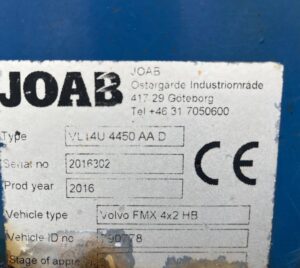 JOAB
JOAB
Östergärde Industriområde
417 29 Göteborg
Tel +46 31 7050600
Type VL14U 4450 AA D
Serial no 2016302
Prod year 2016
CE
Vehicle type Volvo FMX 4x2 HB
Vehicle ID no
Stage of